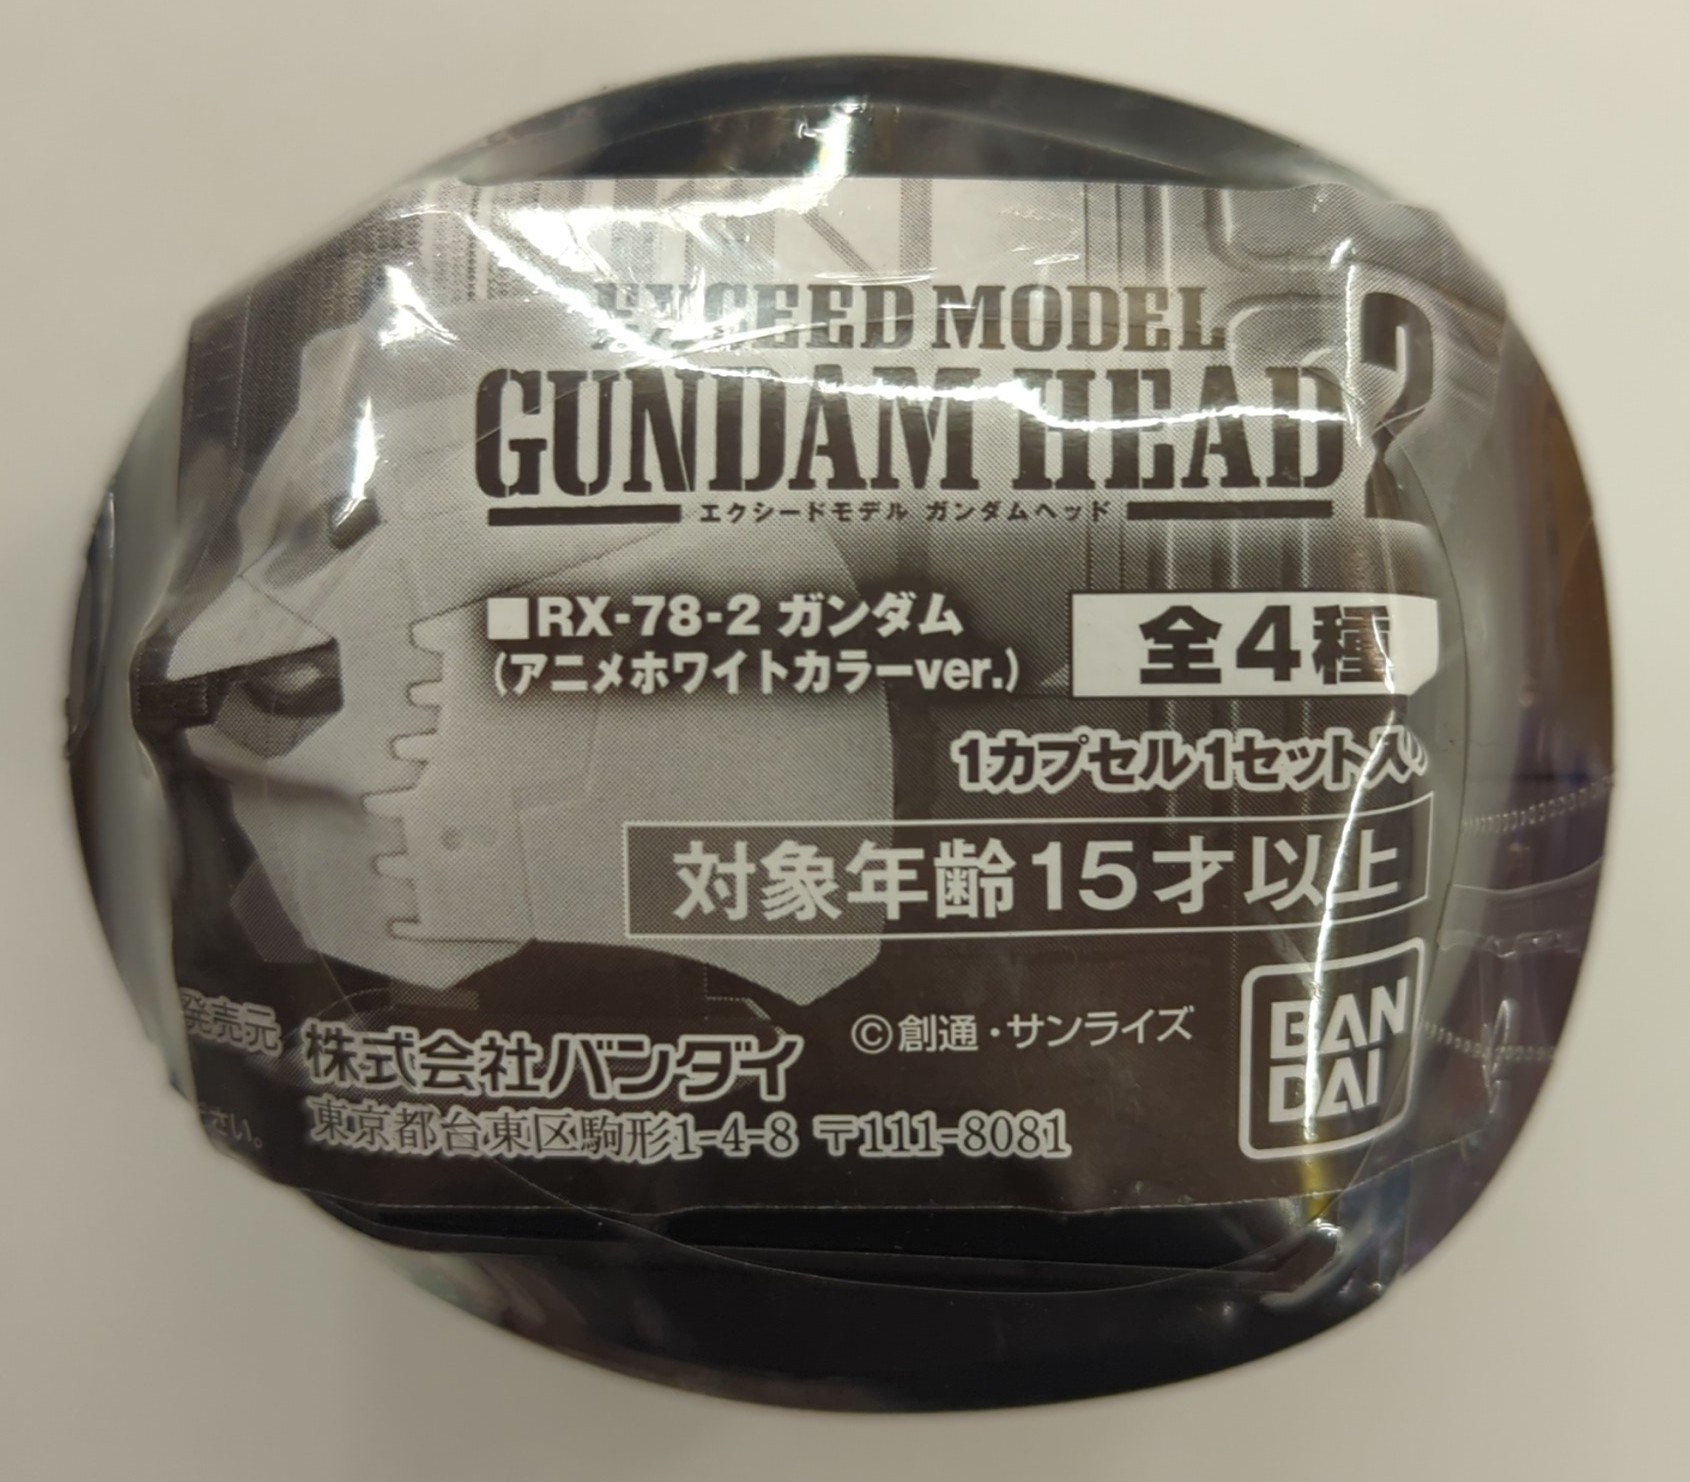 EXCEED MODEL
GUNDAM HEAD 2
エクシードモデル ガンダムヘッド
■RX-78-2 ガンダム
(アニメホワイトカラーver.)
全4種
1カプセル1セット入り
対象年齢15才以上
©創通・サンライズ
BAN
DAI
発売元 株式会社バンダイ
さい。
東京都台東区駒形1-4-8 〒111-8081